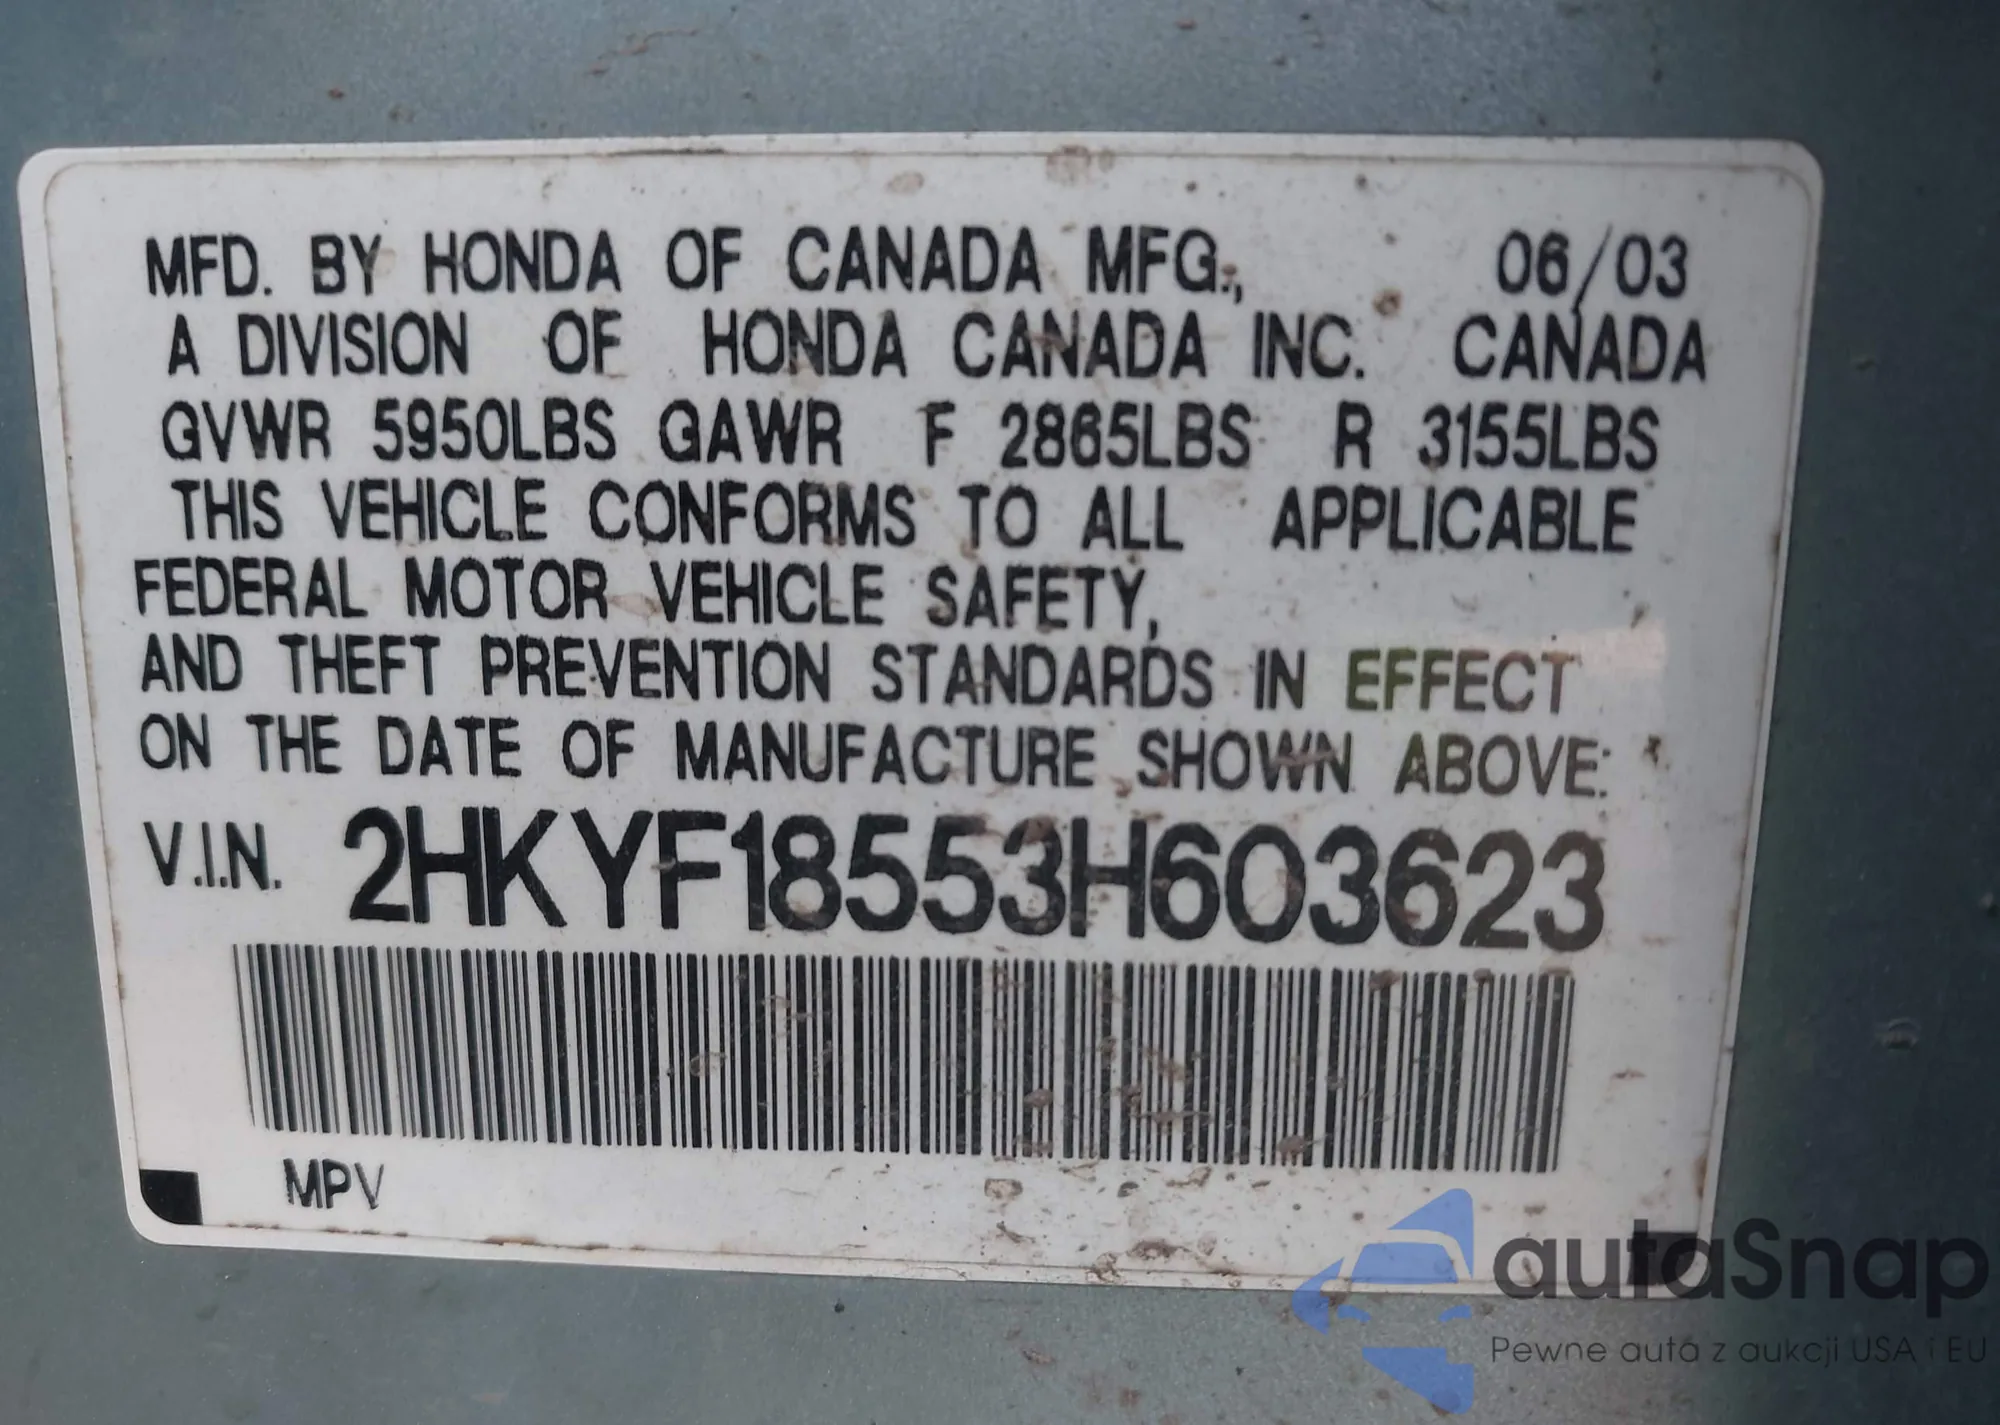 MFD. BY HONDA OF CANADA MFG., 06/03
A DIVISION OF HONDA CANADA INC. CANADA
GVWR 5950LBS GAWR F 2865LBS R 3155LBS
THIS VEHICLE CONFORMS TO ALL APPLICABLE
FEDERAL MOTOR VEHICLE SAFETY,
AND THEFT PREVENTION STANDARDS IN EFFECT
ON THE DATE OF MANUFACTURE SHOWN ABOVE:
V.I.N. 2HKYF18553H603623
MPV
autaSnap
Pewne auta z aukcji USA i EU